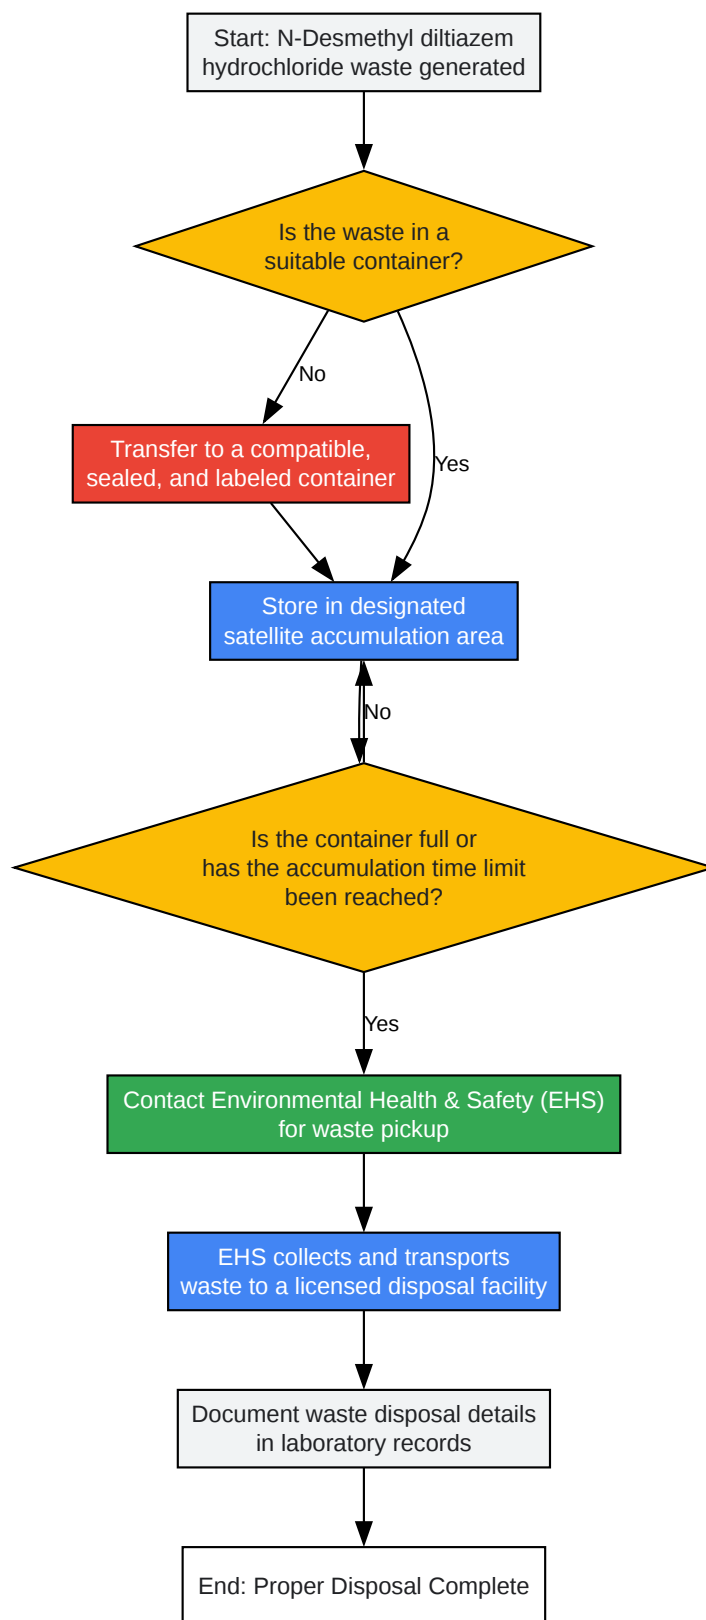 Start: N-Desmethyl diltiazem
hydrochloride waste generated
Is the waste in a
suitable container?
No
Transfer to a compatible,
sealed, and labeled container
Yes
Store in designated
satellite accumulation area
No
Is the container full or
has the accumulation time limit
been reached?
Yes
Contact Environmental Health & Safety (EHS)
for waste pickup
EHS collects and transports
waste to a licensed disposal facility
Document waste disposal details
in laboratory records
End: Proper Disposal Complete